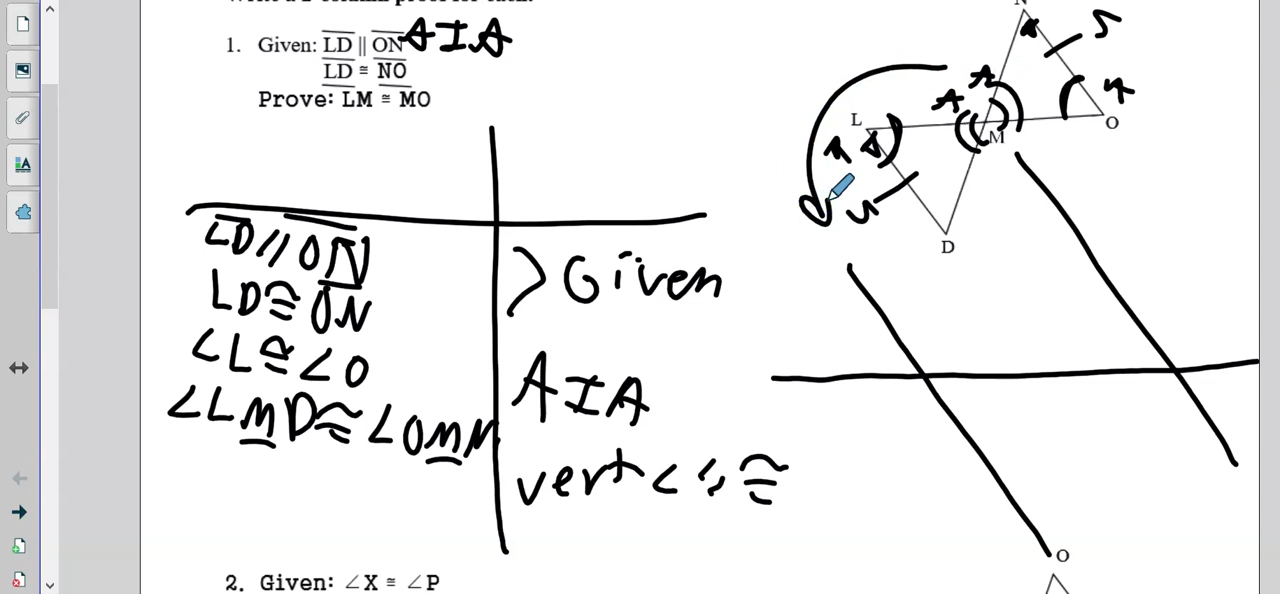 1. Given: LD || ON AIA
LD ≅ NO
Prove: LM ≅ MO
LD // ON
LD ≅ ON
> Given
∠L ≅ ∠O
AIA
∠LMD ≅ ∠OMN
vert <'s ≅
N
S
A
A
A
L
M
O
A
S
D
O
2. Given: ∠X ≅ ∠P